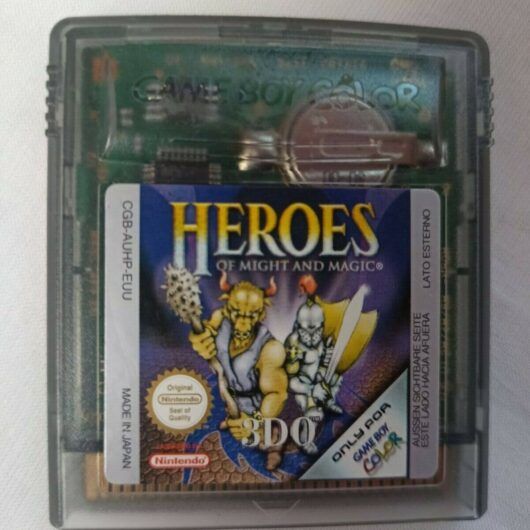 GAME BOY COLOR
CGB-AUHP-EUU
MADE IN JAPAN
HEROES
OF MIGHT AND MAGIC®
Original
Nintendo
Seal of
Quality
3DO
Nintendo
ONLY FOR
GAME BOY
COLOR
LATO ESTERNO
AUSSEN SICHTBARE SEITE
ESTE LADO HACIA AFUERA